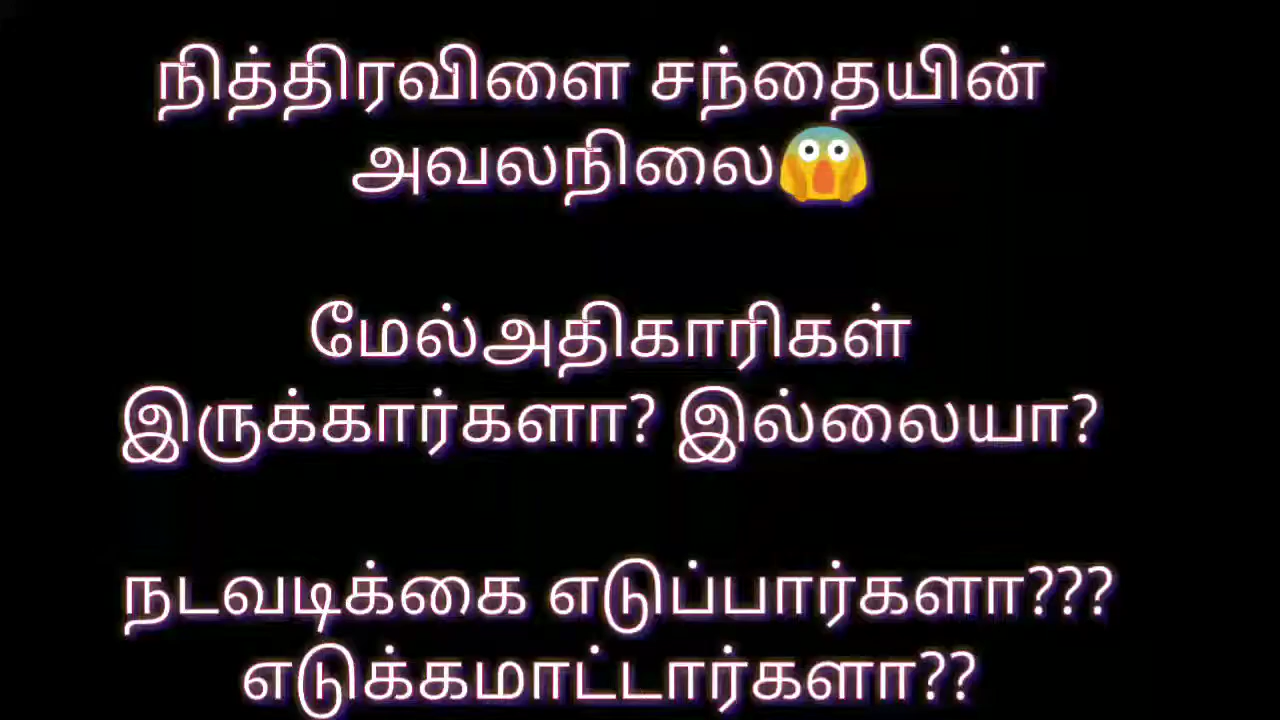 நித்திரவிளை சந்தையின்
அவலநிலை😱
மேல்அதிகாரிகள்
இருக்கார்களா? இல்லையா?
நடவடிக்கை எடுப்பார்களா???
எடுக்கமாட்டார்களா??